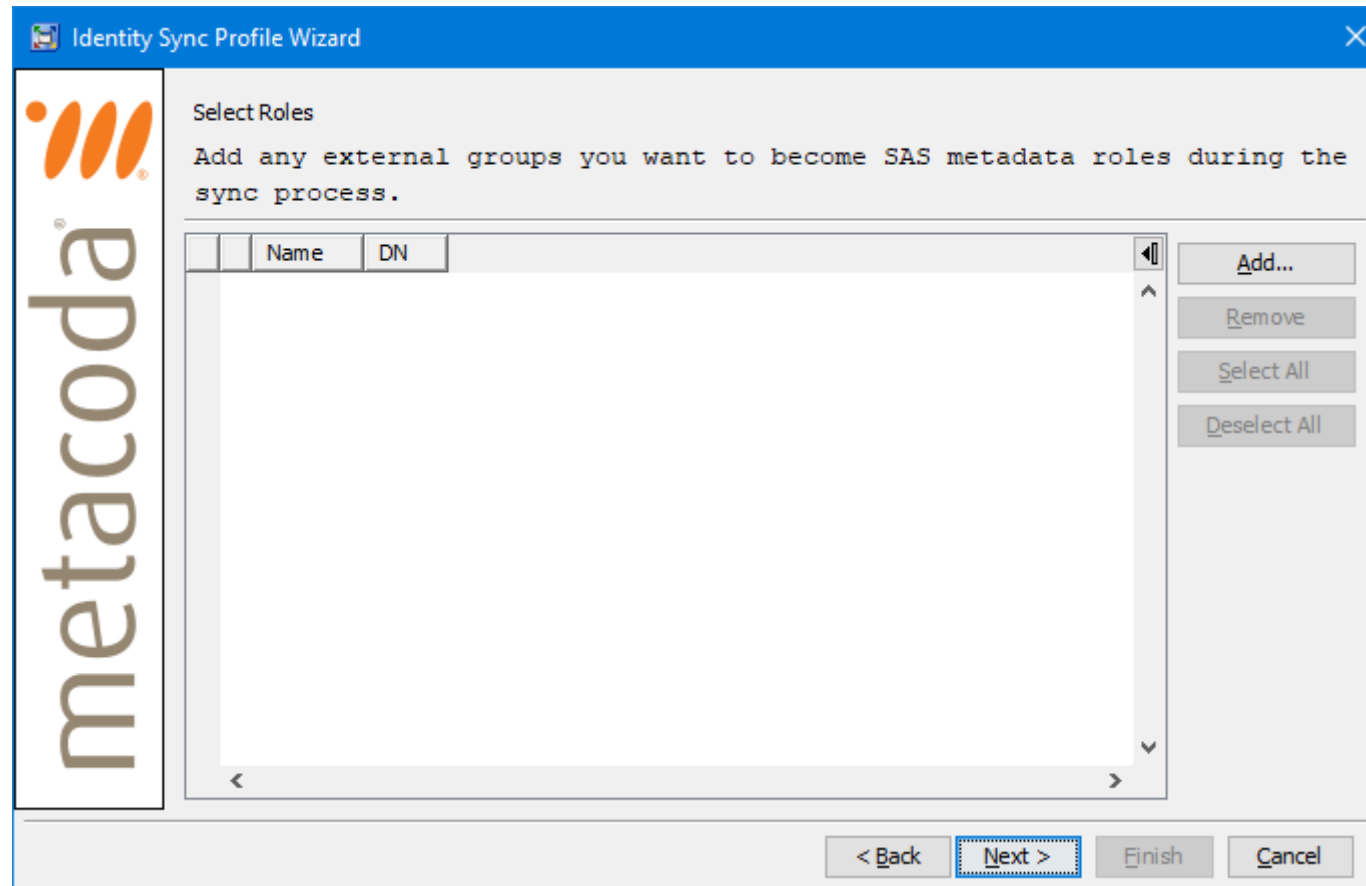 Identity Sync Profile Wizard
metacoda
®
®
Select Roles
Add any external groups you want to become SAS metadata roles during the
sync process.
Name DN
Add...
Remove
Select All
Deselect All
< Back Next > Finish Cancel